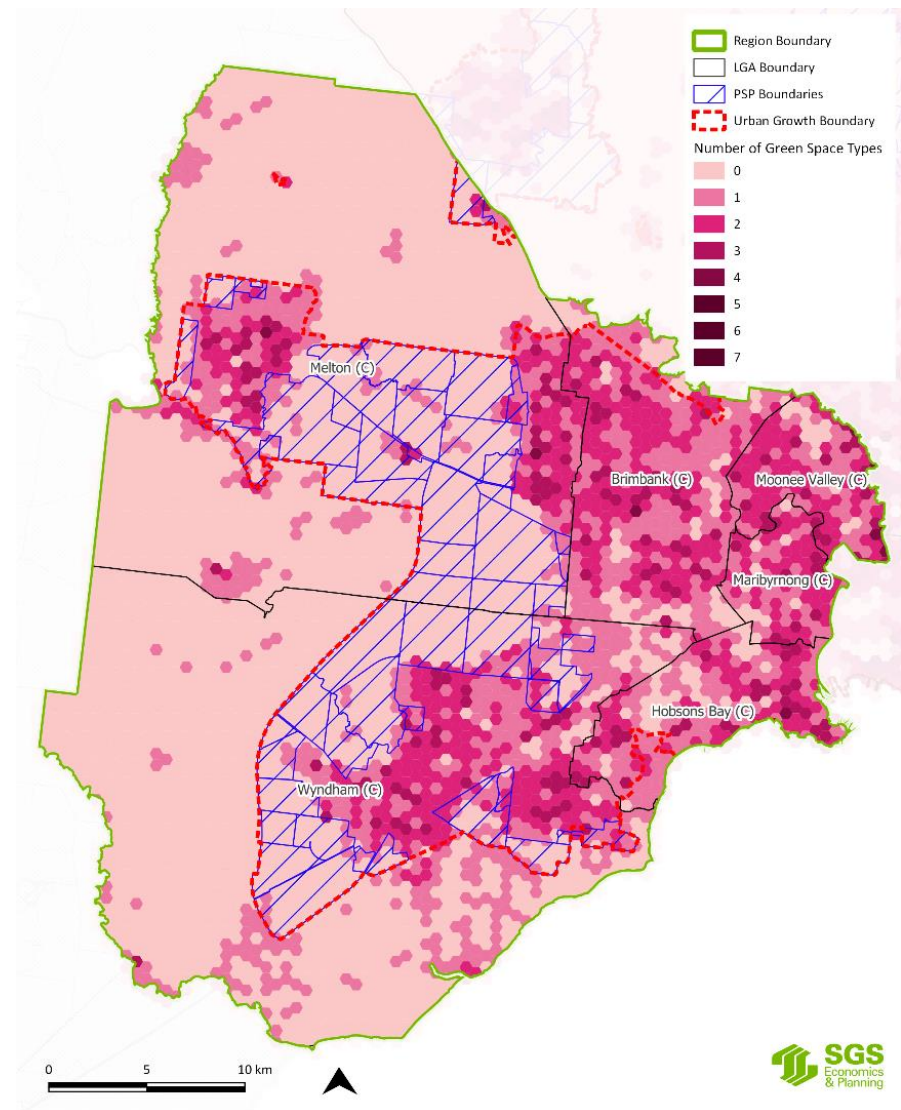 Region Boundary
LGA Boundary
PSP Boundaries
Urban Growth Boundary
Number of Green Space Types
0
1
2
3
4
5
6
7
Melton (C)
Brimbank (C)
Moonee Valley (C)
Maribyrnong (C)
Hobsons Bay (C)
Wyndham (C)
0 5 10 km
SGS
Economics
& Planning